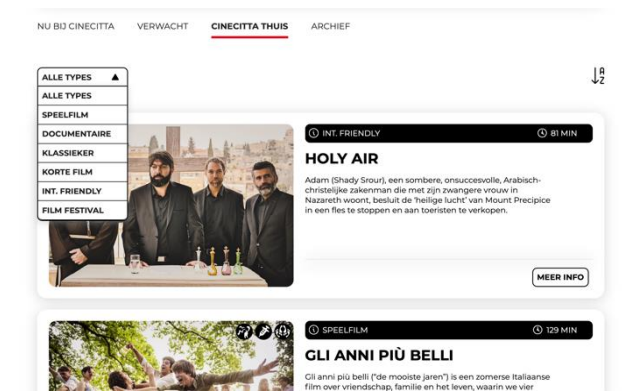 NU BIJ CINECITTA VERWACHT CINECITTA THUIS ARCHIEF
ALLE TYPES
A
Z
ALLE TYPES
SPEELFILM
DOCUMENTAIRE
KLASSIEKER
KORTE FILM
INT. FRIENDLY
FILM FESTIVAL
INT. FRIENDLY 81 MIN
HOLY AIR
Adam (Shady Srour), een sombere, onsuccesvolle, Arabisch-
christelijke zakenman die met zijn zwangere vrouw in
Nazareth woont, besluit de 'heilige lucht' van Mount Precipice
in een fles te stoppen en aan toeristen te verkopen.
MEER INFO
SPEELFILM 129 MIN
GLI ANNI PIÙ BELLI
Gli anni più belli ("de mooiste jaren") is een zomerse Italiaanse
film over vriendschap, familie en het leven, waarin we vier